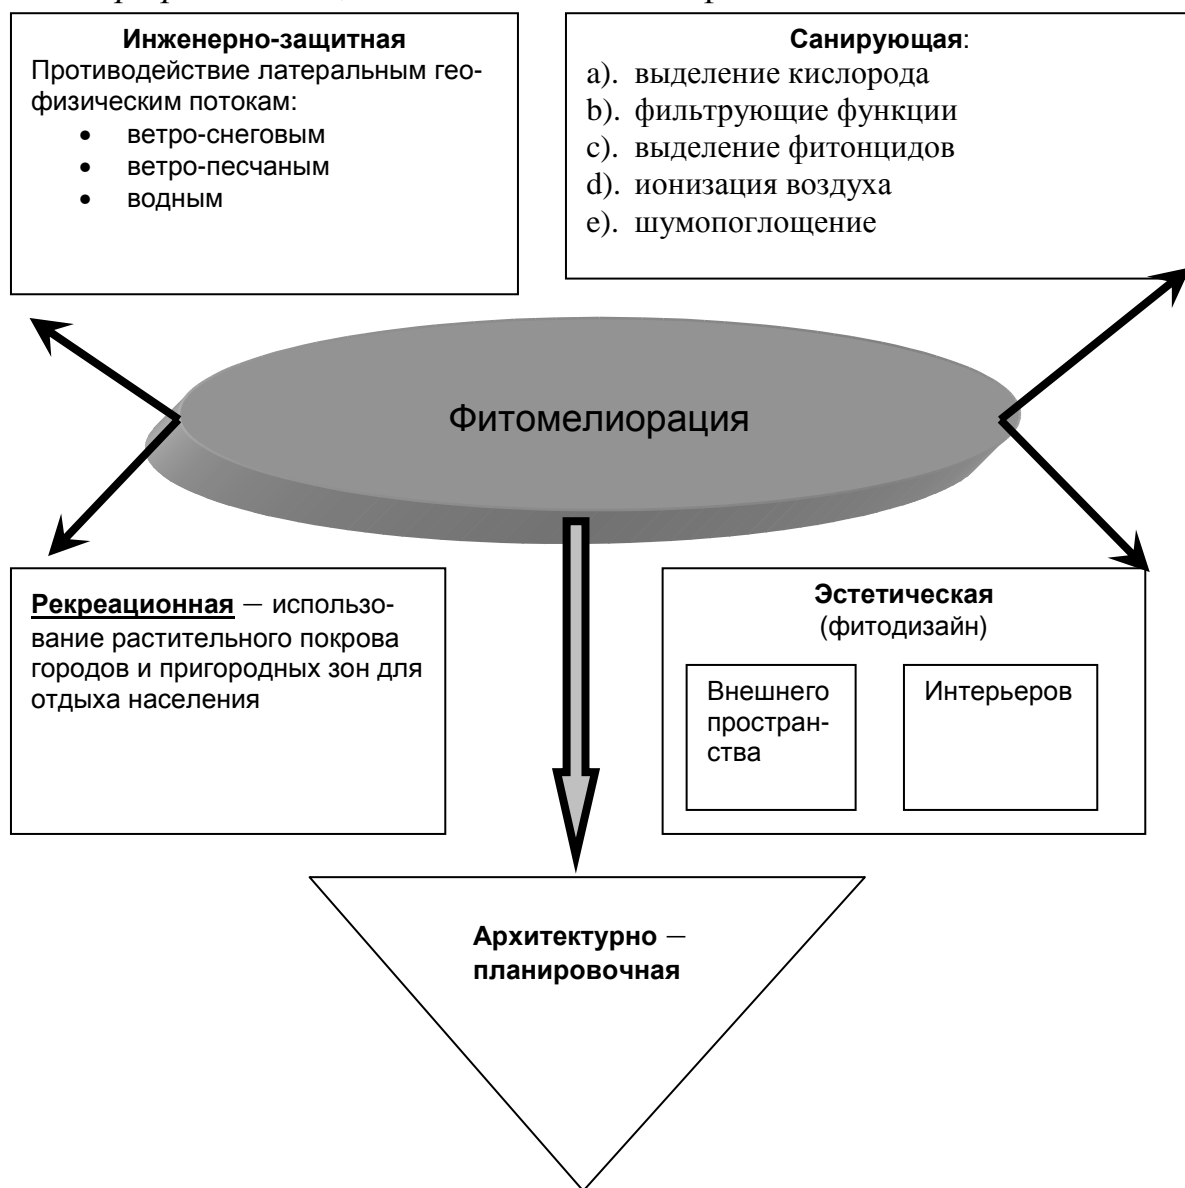 Инженерно-защитная
Противодействие латеральным гео-
физическим потокам:
• ветро-снеговым
• ветро-песчаным
• водным
Санирующая:
a). выделение кислорода
b). фильтрующие функции
c). выделение фитонцидов
d). ионизация воздуха
e). шумопоглощение
Фитомелиорация
Рекреационная — использо-
вание растительного покрова
городов и пригородных зон для
отдыха населения
Эстетическая
(фитодизайн)
Внешнего
простран-
ства
Интерьеров
Архитектурно —
планировочная